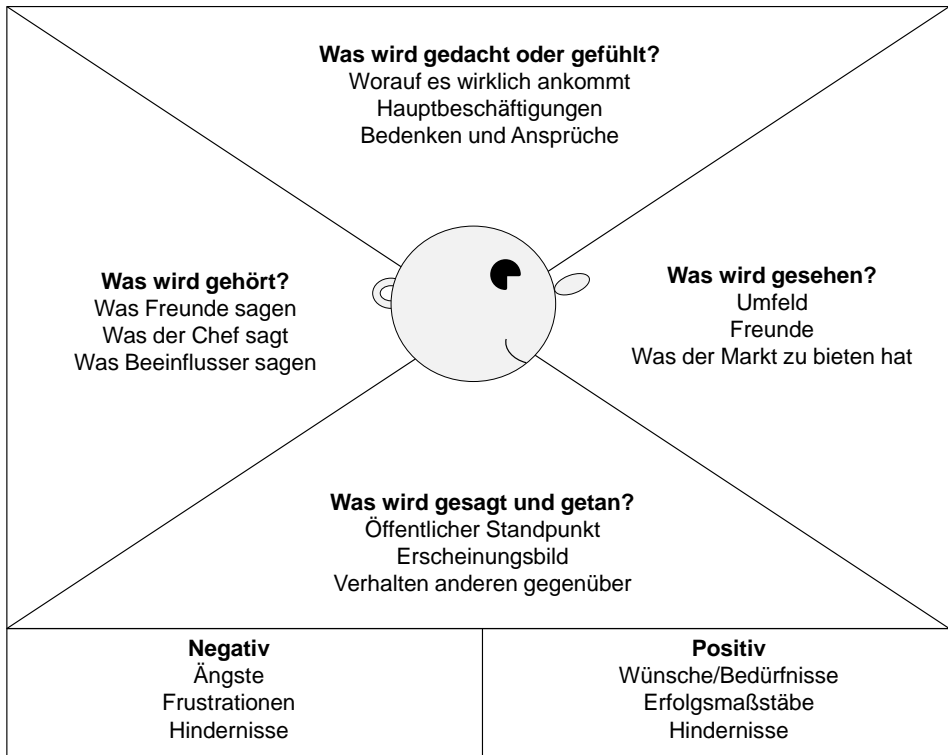 Was wird gedacht oder gefühlt?
Worauf es wirklich ankommt
Hauptbeschäftigungen
Bedenken und Ansprüche
Was wird gehört?
Was Freunde sagen
Was der Chef sagt
Was Beeinflusser sagen
Was wird gesehen?
Umfeld
Freunde
Was der Markt zu bieten hat
Was wird gesagt und getan?
Öffentlicher Standpunkt
Erscheinungsbild
Verhalten anderen gegenüber
Negativ
Ängste
Frustrationen
Hindernisse
Positiv
Wünsche/Bedürfnisse
Erfolgsmaßstäbe
Hindernisse